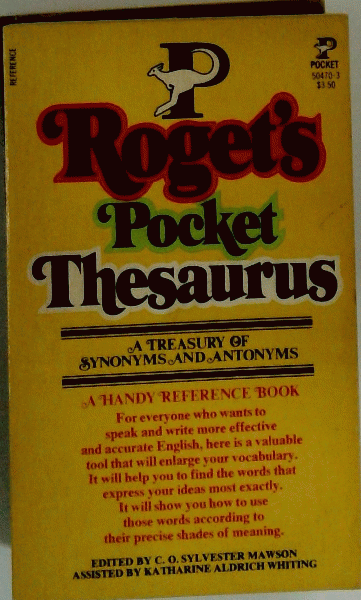 REFERENCE
P
POCKET
50470-3
$3.50
Roget's
Pocket
Thesaurus
A TREASURY OF
SYNONYMS AND ANTONYMS
A HANDY REFERENCE BOOK
For everyone who wants to
speak and write more effective
and accurate English, here is a valuable
tool that will enlarge your vocabulary.
It will help you to find the words that
express your ideas most exactly.
It will show you how to use
those words according to
their precise shades of meaning.
EDITED BY C. O. SYLVESTER MAWSON
ASSISTED BY KATHARINE ALDRICH WHITING